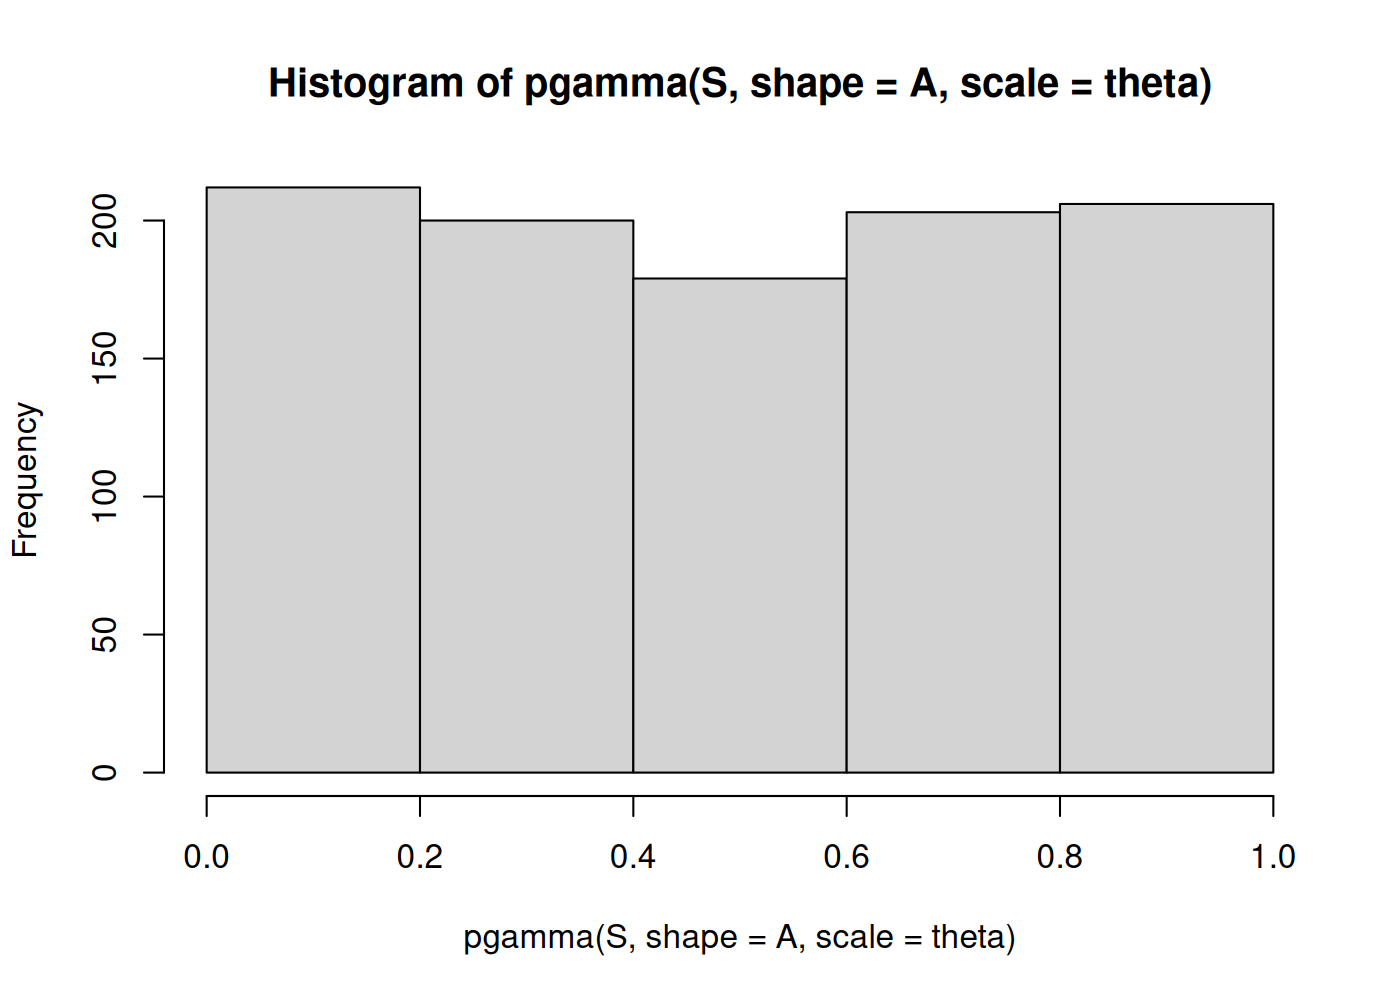 Histogram of pgamma(S, shape = A, scale = theta)
Frequency
200
150
100
50
0
0.0 0.2 0.4 0.6 0.8 1.0
pgamma(S, shape = A, scale = theta)